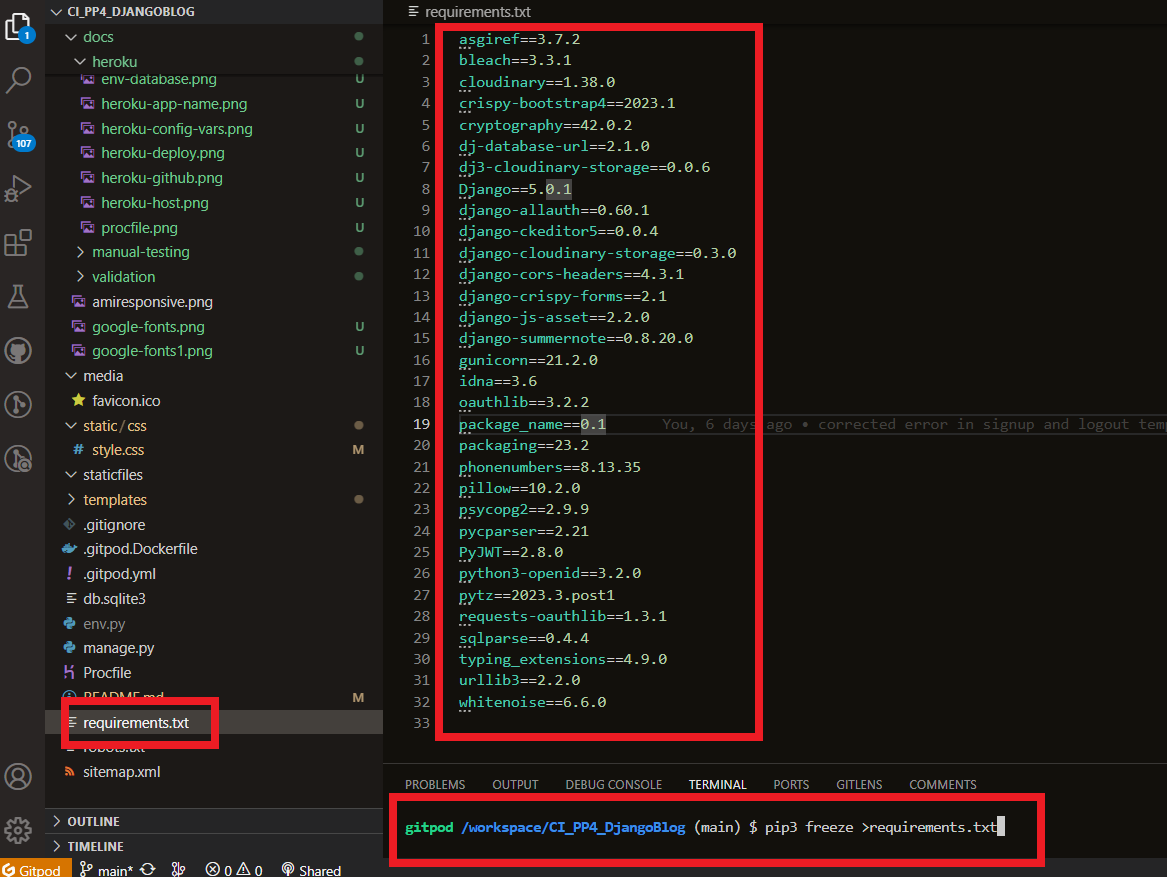 CI_PP4_DJANGOBLOG
docs
heroku
env-database.png U
heroku-app-name.png U
heroku-config-vars.png U
heroku-deploy.png U
heroku-github.png U
heroku-host.png U
procfile.png U
manual-testing
validation
amiresponsive.png
google-fonts.png U
google-fonts1.png U
media
favicon.ico
static / css
# style.css M
staticfiles
templates
.gitignore
.gitpod.Dockerfile
! .gitpod.yml
db.sqlite3
env.py
manage.py
Procfile
README.md M
requirements.txt
robots.txt
sitemap.xml
OUTLINE
TIMELINE
1
107
requirements.txt
1 asgiref==3.7.2
2 bleach==3.3.1
3 cloudinary==1.38.0
4 crispy-bootstrap4==2023.1
5 cryptography==42.0.2
6 dj-database-url==2.1.0
7 dj3-cloudinary-storage==0.0.6
8 Django==5.0.1
9 django-allauth==0.60.1
10 django-ckeditor5==0.0.4
11 django-cloudinary-storage==0.3.0
12 django-cors-headers==4.3.1
13 django-crispy-forms==2.1
14 django-js-asset==2.2.0
15 django-summernote==0.8.20.0
16 gunicorn==21.2.0
17 idna==3.6
18 oauthlib==3.2.2
19 package_name==0.1 You, 6 days ago • corrected error in signup and logout temp
20 packaging==23.2
21 phonenumbers==8.13.35
22 pillow==10.2.0
23 psycopg2==2.9.9
24 pycparser==2.21
25 PyJWT==2.8.0
26 python3-openid==3.2.0
27 pytz==2023.3.post1
28 requests-oauthlib==1.3.1
29 sqlparse==0.4.4
30 typing_extensions==4.9.0
31 urllib3==2.2.0
32 whitenoise==6.6.0
33
PROBLEMS OUTPUT DEBUG CONSOLE TERMINAL PORTS GITLENS COMMENTS
gitpod /workspace/CI_PP4_DjangoBlog (main) $ pip3 freeze >requirements.txt
Gitpod main* 0 0 Shared